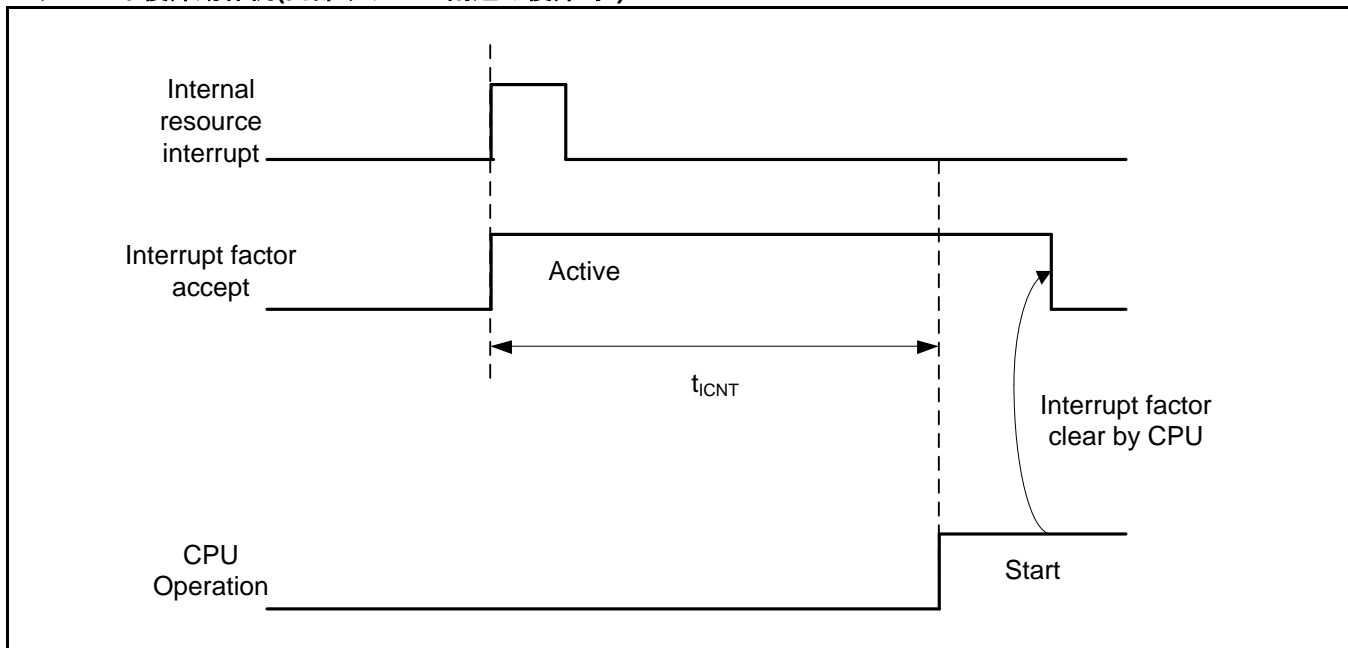 Internal
resource
interrupt
Interrupt factor
accept
Active
tICNT
Interrupt factor
clear by CPU
CPU
Operation
Start